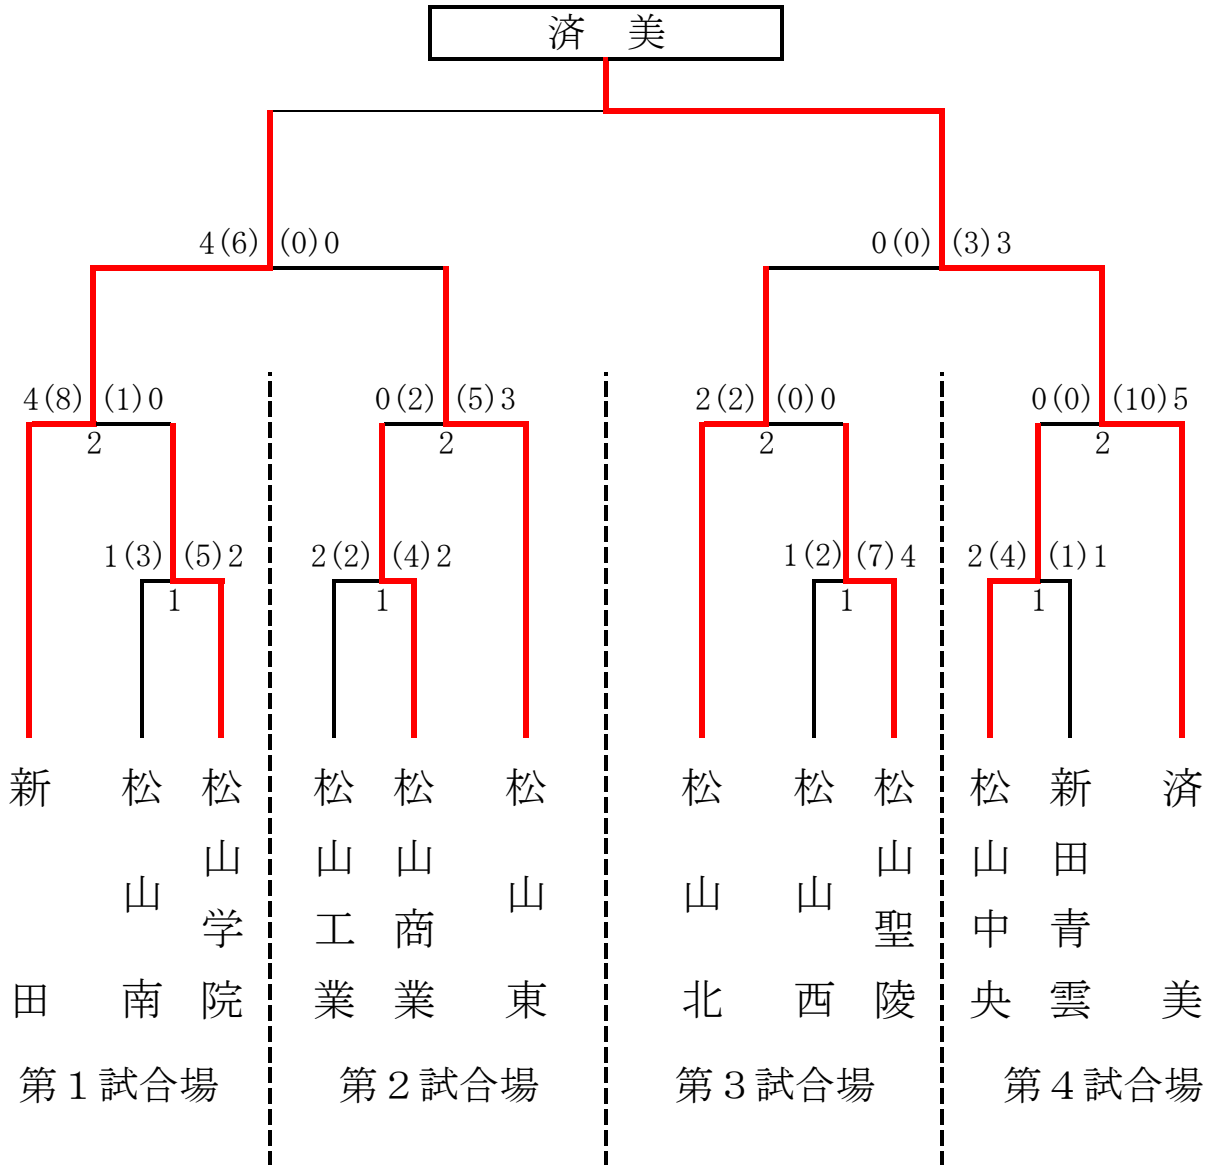 済 美
4(6) (0)0
0(0) (3)3
4(8) (1)0
0(2) (5)3
2(2) (0)0
0(0) (10)5
2
2
2
2
1(3) (5)2
2(2) (4)2
1(2) (7)4
2(4) (1)1
1
1
1
1
新田
松山南
松山学院
松山工業
松山商業
松山東
松山北
松山西
松山聖陵
松山中央
新田青雲
済美
第１試合場
第２試合場
第３試合場
第４試合場